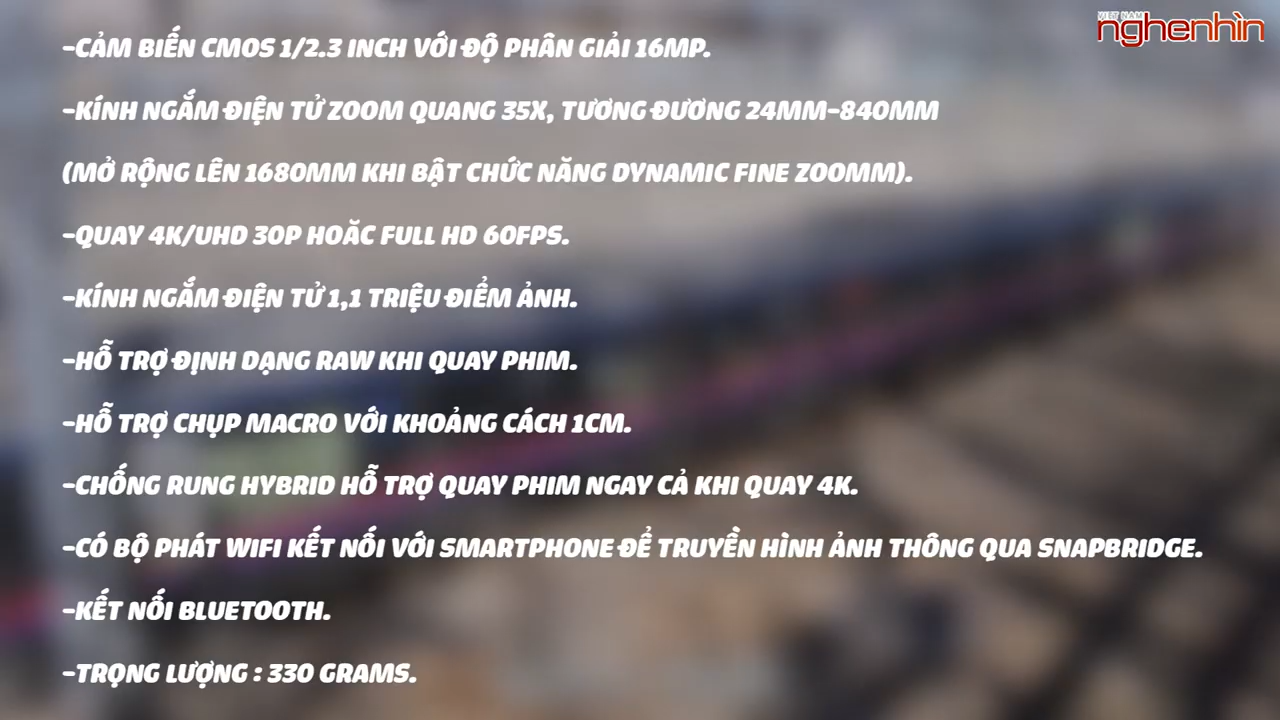 VIET NAM
nghenhìn
-CẢM BIẾN CMOS 1/2.3 INCH VỚI ĐỘ PHÂN GIẢI 16MP.
-KÍNH NGẮM ĐIỆN TỬ ZOOM QUANG 35X, TƯƠNG ĐƯƠNG 24MM-840MM
(MỞ RỘNG LÊN 1680MM KHI BẬT CHỨC NĂNG DYNAMIC FINE ZOOMM).
-QUAY 4K/UHD 30P HOĂC FULL HD 60FPS.
-KÍNH NGẮM ĐIỆN TỬ 1,1 TRIỆU ĐIỂM ẢNH.
-HỖ TRỢ ĐỊNH DẠNG RAW KHI QUAY PHIM.
-HỖ TRỢ CHỤP MACRO VỚI KHOẢNG CÁCH 1CM.
-CHỐNG RUNG HYBRID HỖ TRỢ QUAY PHIM NGAY CẢ KHI QUAY 4K.
-CÓ BỘ PHÁT WIFI KẾT NỐI VỚI SMARTPHONE ĐỂ TRUYỀN HÌNH ẢNH THÔNG QUA SNAPBRIDGE.
-KẾT NỐI BLUETOOTH.
-TRỌNG LƯỢNG : 330 GRAMS.